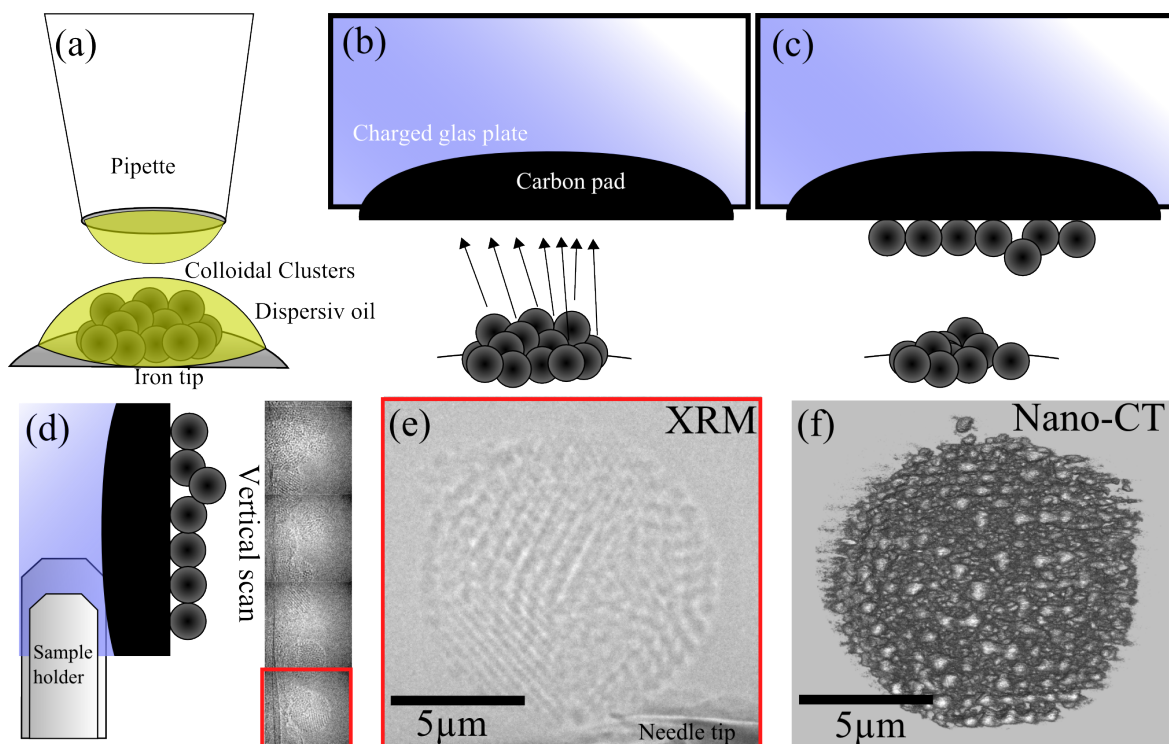 (a)
Pipette
Colloidal Clusters
Dispersiv oil
Iron tip
(b)
Charged glas plate
Carbon pad
(c)
(d)
Sample
holder
Vertical scan
(e)
XRM
5µm
Needle tip
(f)
Nano-CT
5µm